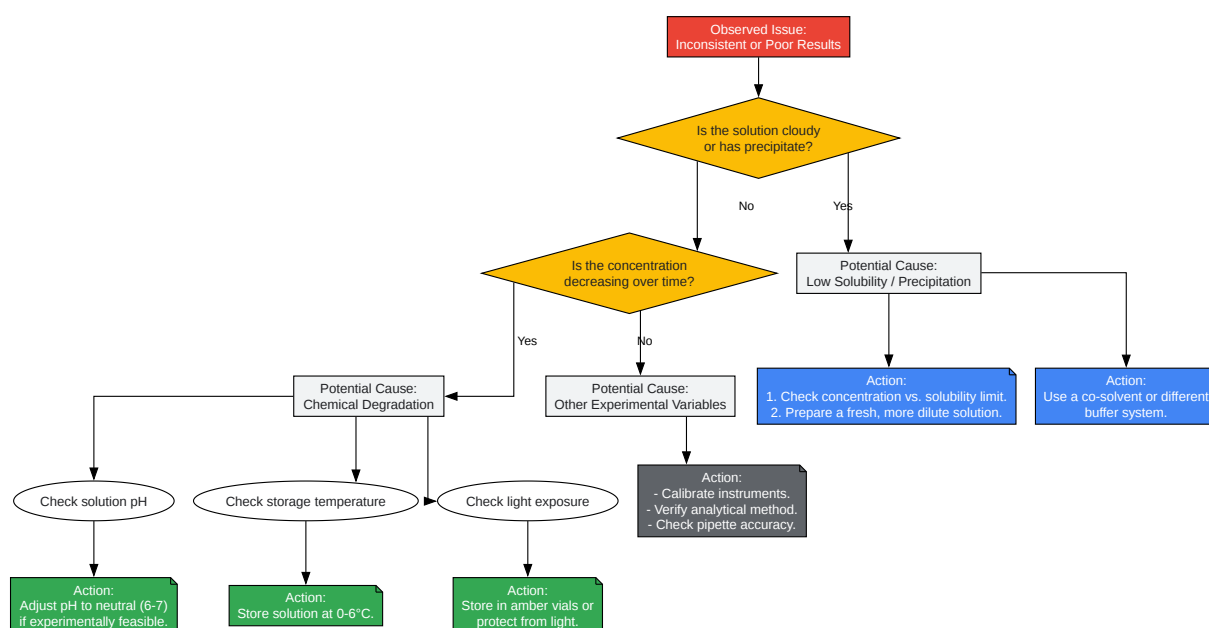 Observed Issue:
Inconsistent or Poor Results
Is the solution cloudy
or has precipitate?
No
Yes
Is the concentration
decreasing over time?
Potential Cause:
Low Solubility / Precipitation
Yes
No
Potential Cause:
Chemical Degradation
Potential Cause:
Other Experimental Variables
Action:
1. Check concentration vs. solubility limit.
2. Prepare a fresh, more dilute solution.
Action:
Use a co-solvent or different
buffer system.
Check solution pH
Check storage temperature
Check light exposure
Action:
- Calibrate instruments.
- Verify analytical method.
- Check pipette accuracy.
Action:
Adjust pH to neutral (6-7)
if experimentally feasible.
Action:
Store solution at 0-6°C.
Action:
Store in amber vials or
protect from light.